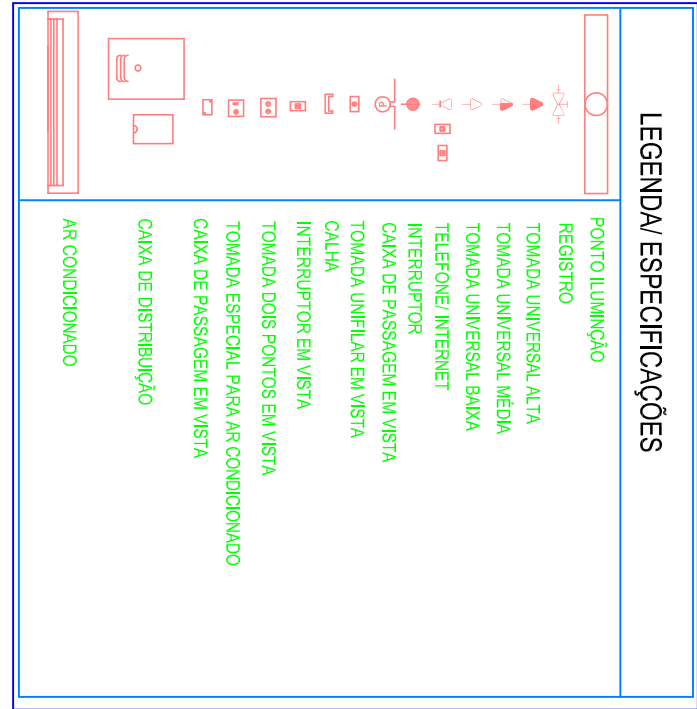 LEGENDA/ ESPECIFICAÇÕES
PONTO ILUMINÇÃO
REGISTRO
TOMADA UNIVERSAL ALTA
TOMADA UNIVERSAL MÉDIA
TOMADA UNIVERSAL BAIXA
TELEFONE/ INTERNET
INTERRUPTOR
P
CAIXA DE PASSAGEM EM VISTA
TOMADA UNIFILAR EM VISTA
CALHA
INTERRUPTOR EM VISTA
TOMADA DOIS PONTOS EM VISTA
TOMADA ESPECIAL PARA AR CONDICIONADO
CAIXA DE PASSAGEM EM VISTA
CAIXA DE DISTRIBUIÇÃO
AR CONDICIONADO